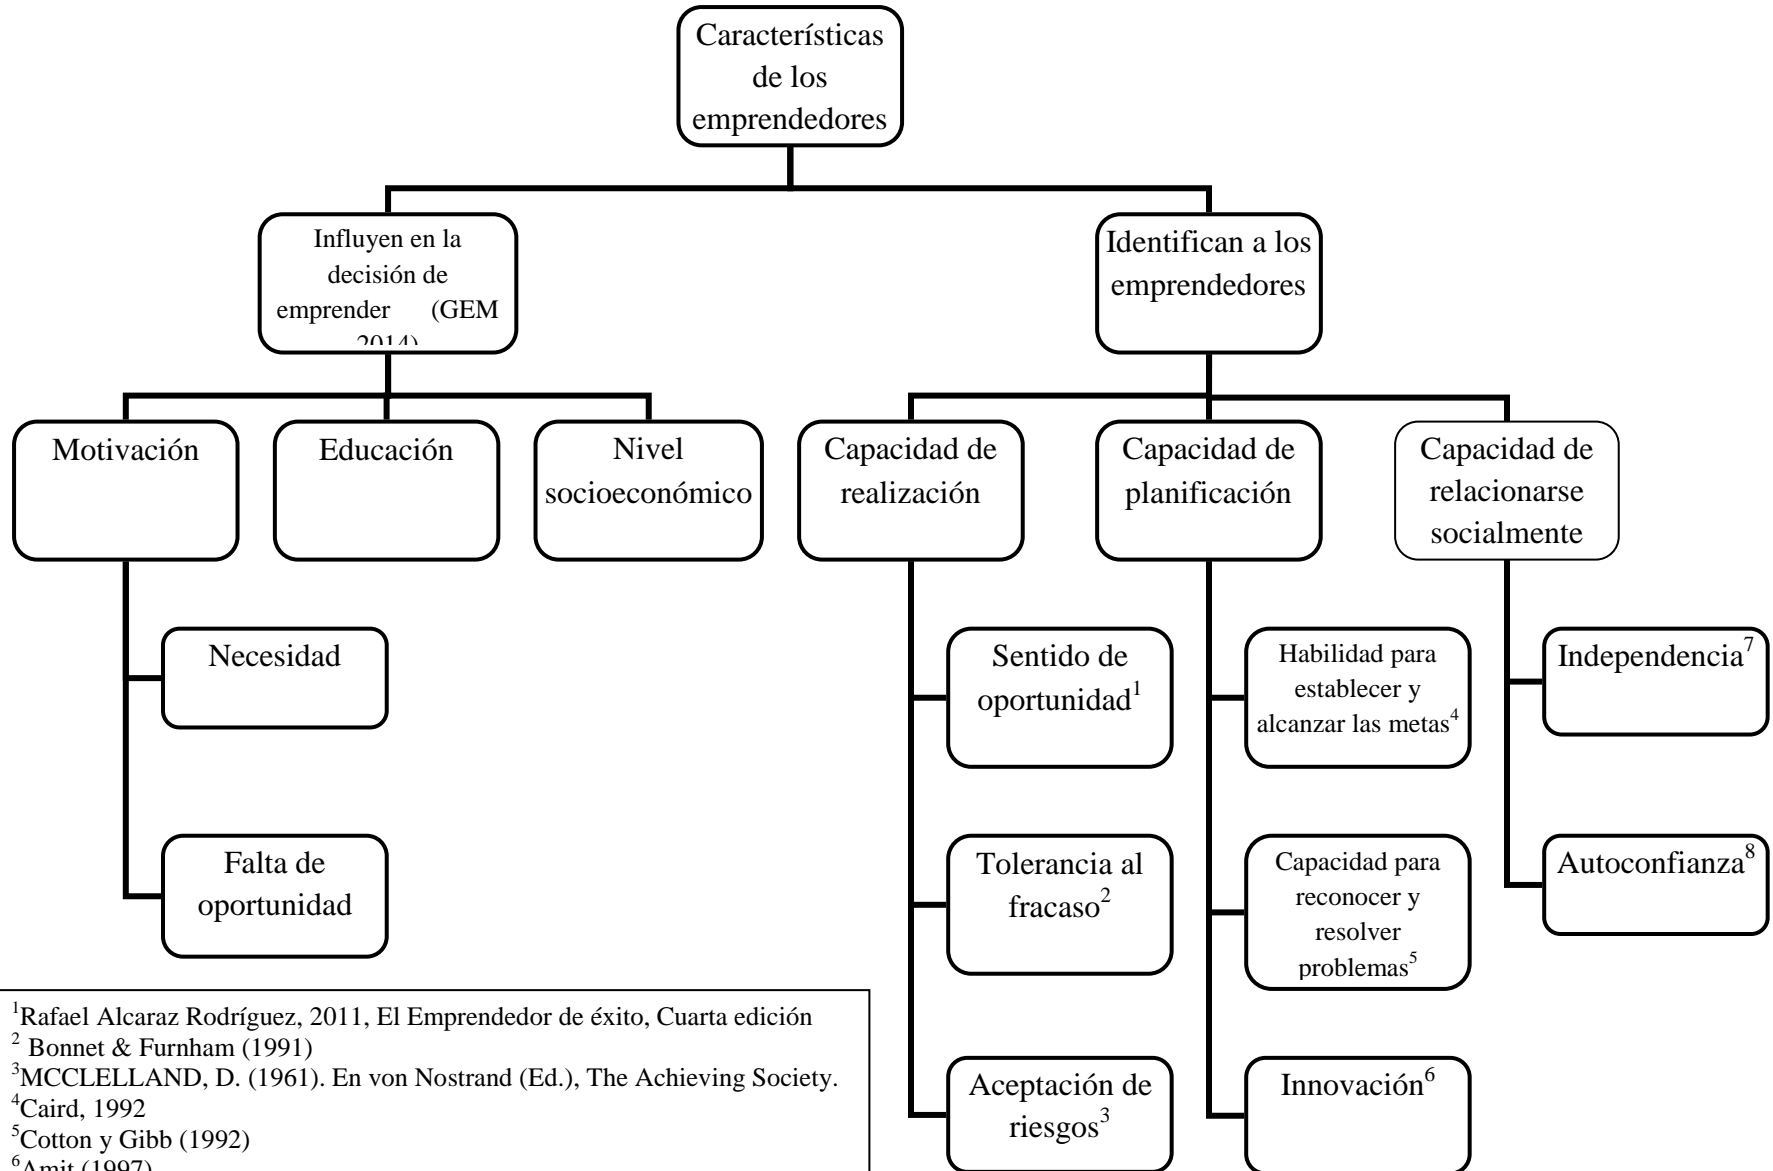 Características
de los
emprendedores
Influyen en la
decisión de
emprender (GEM
2014)
Identifican a los
emprendedores
Motivación
Educación
Nivel
socioeconómico
Capacidad de
realización
Capacidad de
planificación
Capacidad de
relacionarse
socialmente
Necesidad
Falta de
oportunidad
Sentido de
oportunidad¹
Tolerancia al
fracaso²
Aceptación de
riesgos³
Habilidad para
establecer y
alcanzar las metas⁴
Capacidad para
reconocer y
resolver
problemas⁵
Innovación⁶
Independencia⁷
Autoconfianza⁸
¹Rafael Alcaraz Rodríguez, 2011, El Emprendedor de éxito, Cuarta edición
² Bonnet & Furnham (1991)
³MCCLELLAND, D. (1961). En von Nostrand (Ed.), The Achieving Society.
⁴Caird, 1992
⁵Cotton y Gibb (1992)
⁶Amit (1997)